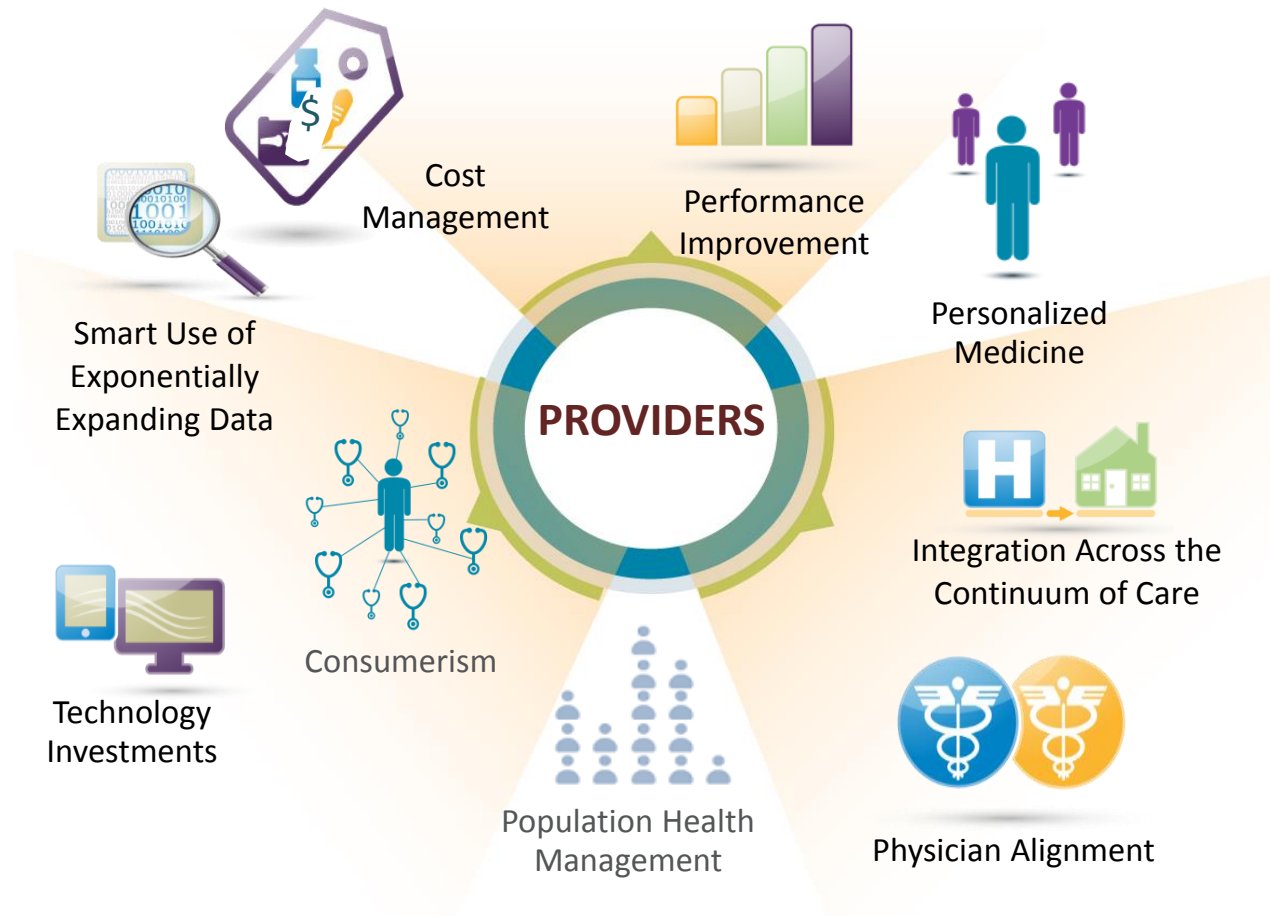 $
Cost
Management
Performance
Improvement
Personalized
Medicine
1001
Smart Use of
Exponentially
Expanding Data
PROVIDERS
H
Integration Across the
Continuum of Care
Consumerism
Technology
Investments
Population Health
Management
Physician Alignment